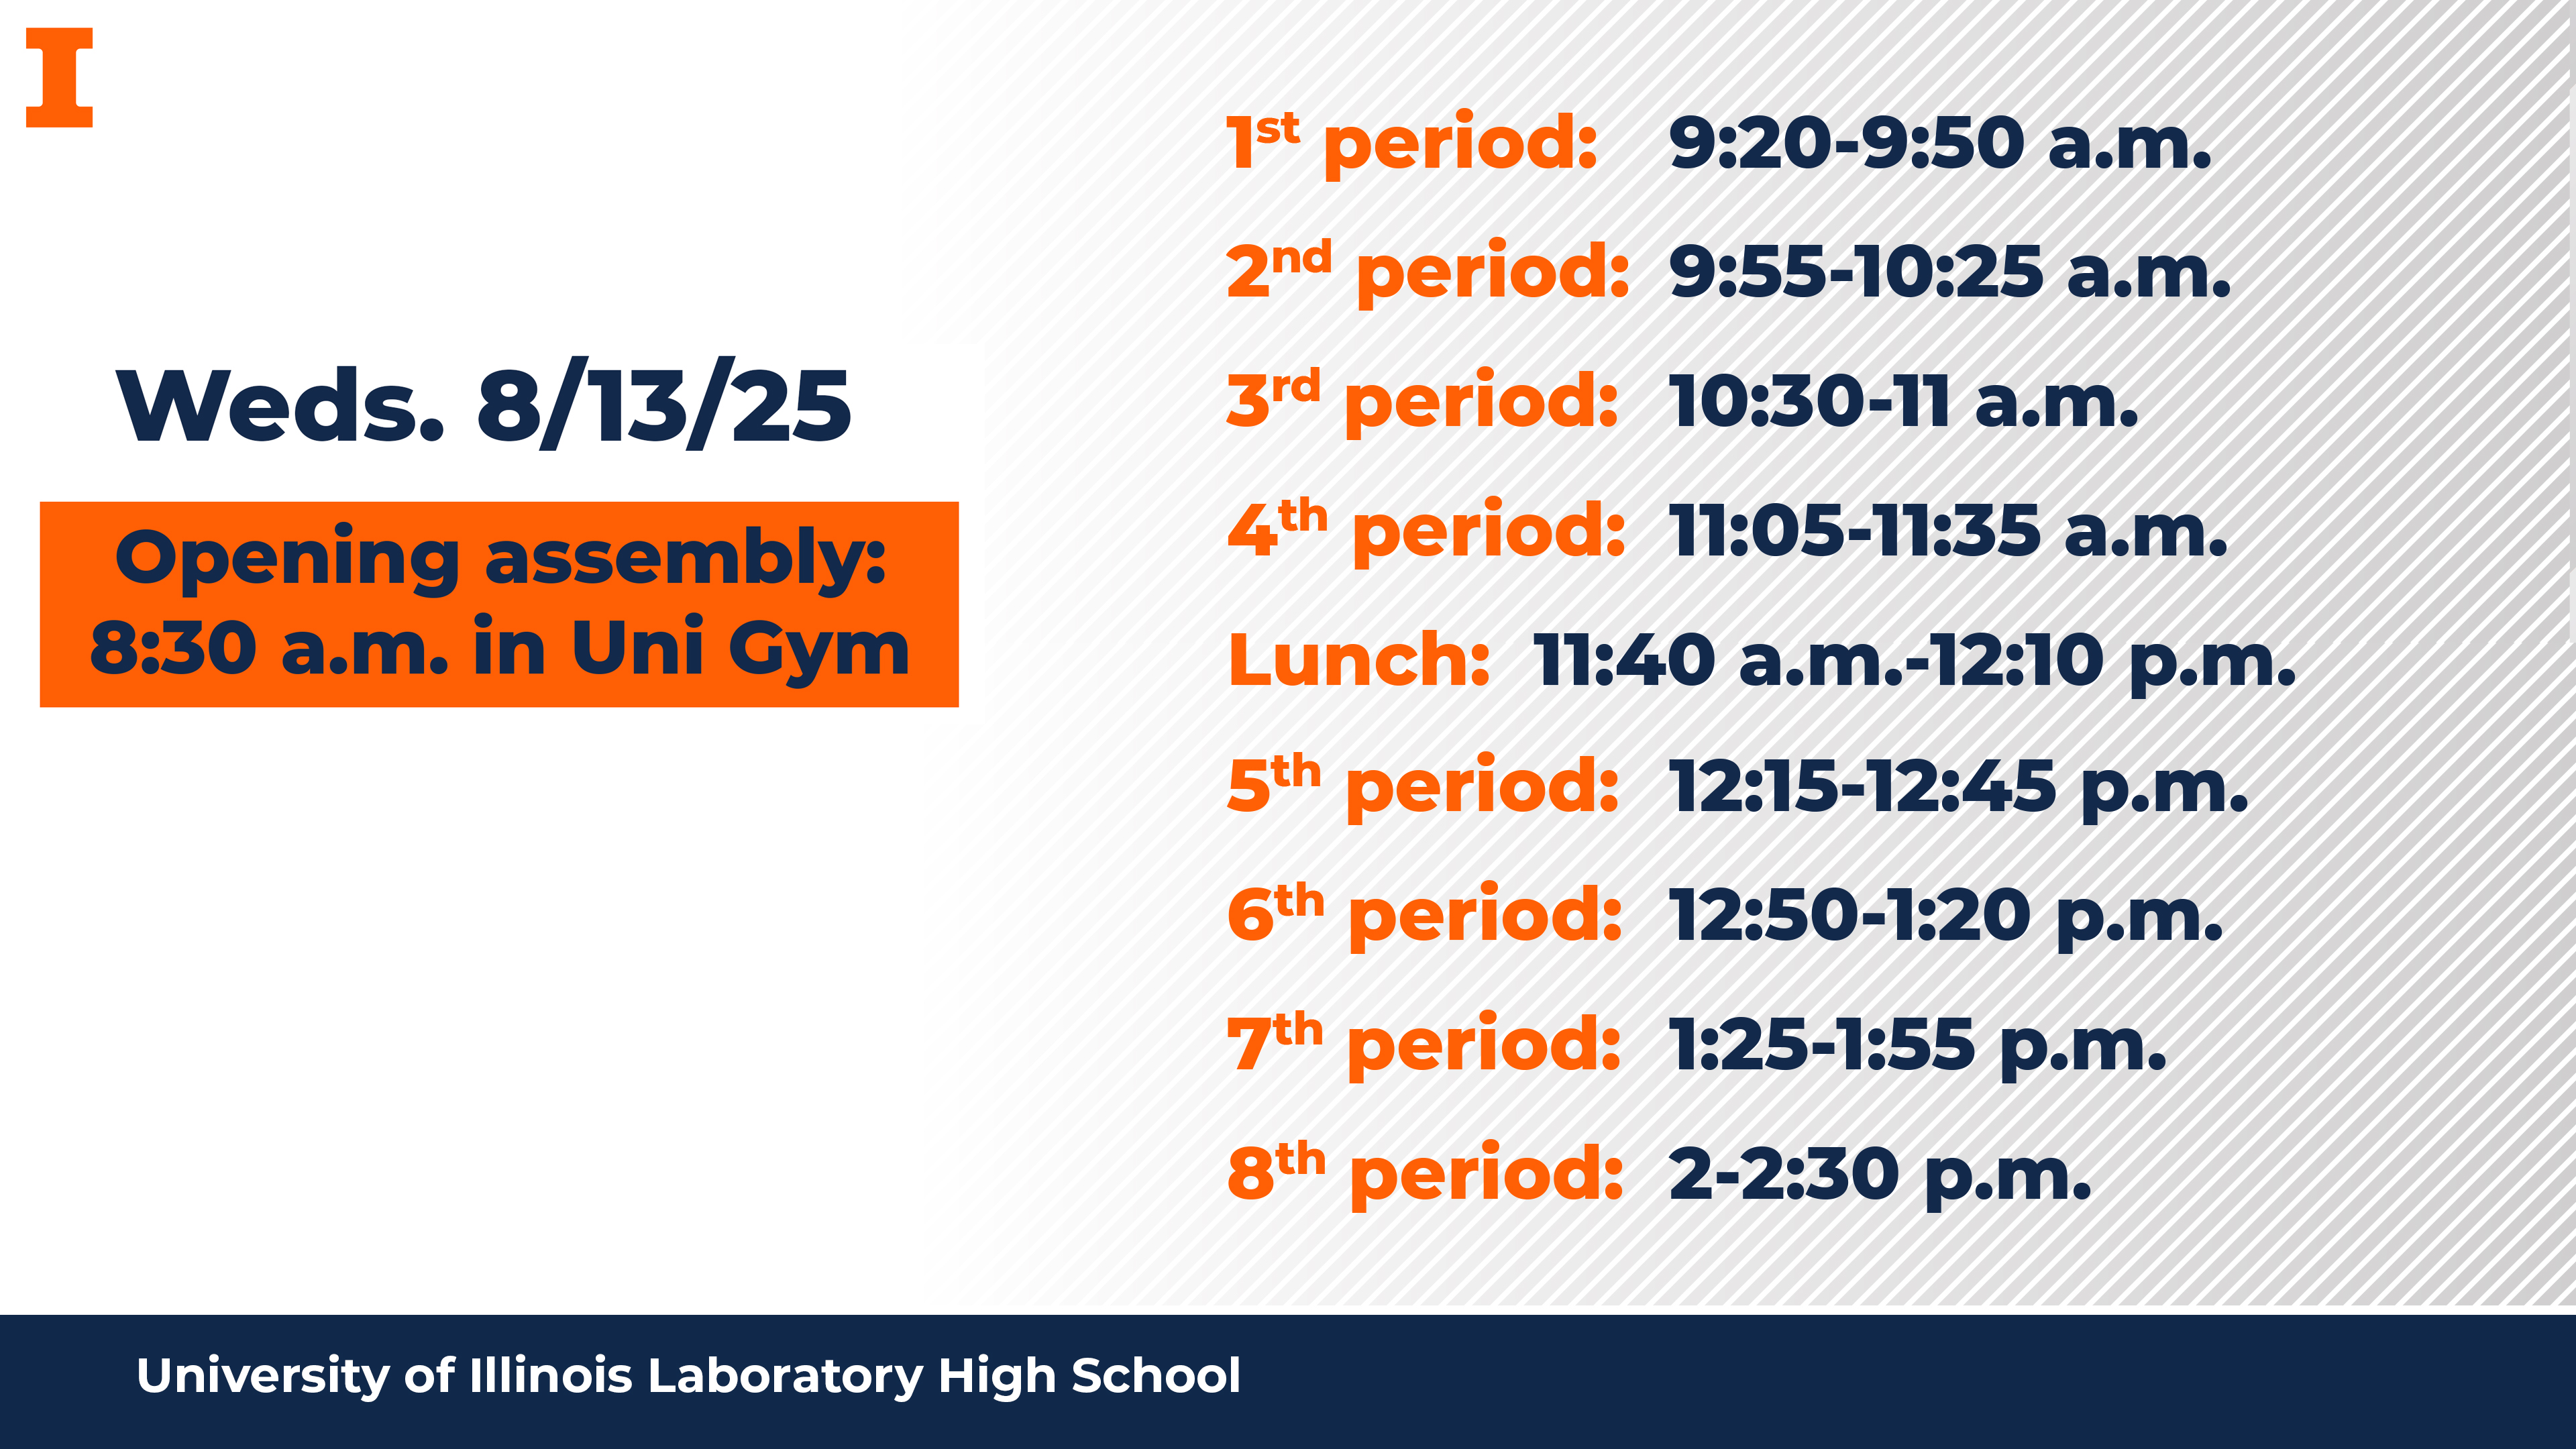 I
Weds. 8/13/25
Opening assembly:
8:30 a.m. in Uni Gym
1st period: 9:20-9:50 a.m.
2nd period: 9:55-10:25 a.m.
3rd period: 10:30-11 a.m.
4th period: 11:05-11:35 a.m.
Lunch: 11:40 a.m.-12:10 p.m.
5th period: 12:15-12:45 p.m.
6th period: 12:50-1:20 p.m.
7th period: 1:25-1:55 p.m.
8th period: 2-2:30 p.m.
University of Illinois Laboratory High School